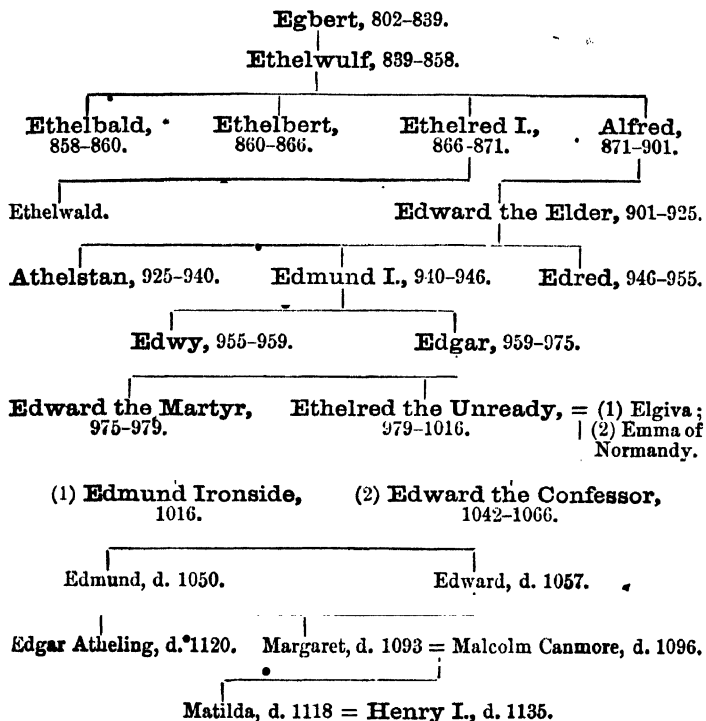 Egbert, 802–839.
Ethelwulf, 839–858.
Ethelbald, Ethelbert, Ethelred I., Alfred,
858–860. 860–866. 866–871. 871–901.
Ethelwald. Edward the Elder, 901–925.
Athelstan, 925–940. Edmund I., 940–946. Edred, 946–955.
Edwy, 955–959. Edgar, 959–975.
Edward the Martyr, Ethelred the Unready, = (1) Elgiva;
975–979. 979–1016. (2) Emma of
Normandy.
(1) Edmund Ironside, (2) Edward the Confessor,
1016. 1042–1066.
Edmund, d. 1050. Edward, d. 1057.
Edgar Atheling, d. 1120. Margaret, d. 1093 = Malcolm Canmore, d. 1096.
Matilda, d. 1118 = Henry I., d. 1135.